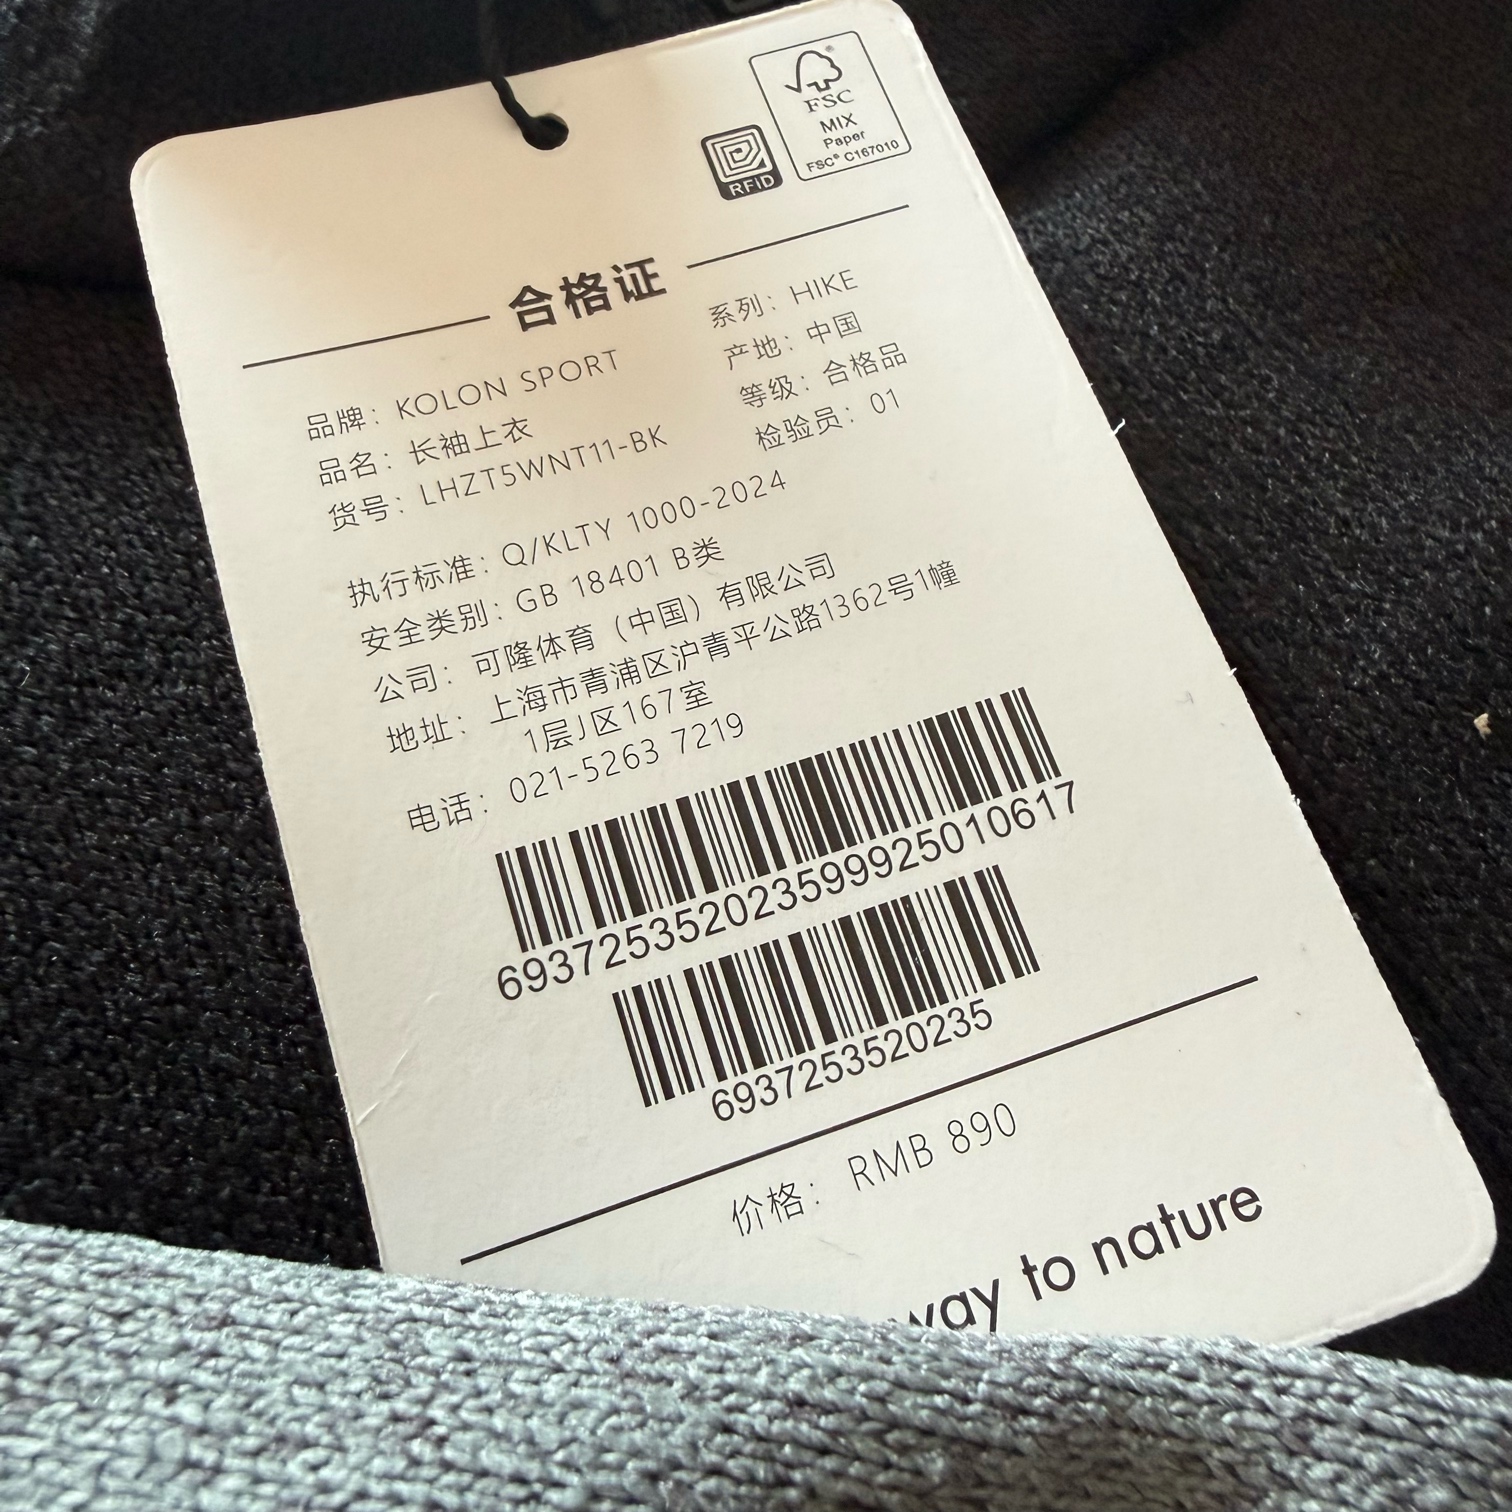 FSC
MIX
Paper
FSC® C167010
RFID
合格证
品牌：KOLON SPORT
系列：HIKE
品名：长袖上衣
产地：中国
货号：LHZT5WNT11-BK
等级：合格品
检验员：01
执行标准：Q/KLTY 1000-2024
安全类别：GB 18401 B类
公司：可隆体育（中国）有限公司
地址：上海市青浦区沪青平公路1362号1幢
1层J区167室
电话：021-5263 7219
69372535202359992501​0617
6937253520235
价格：RMB 890
way to nature